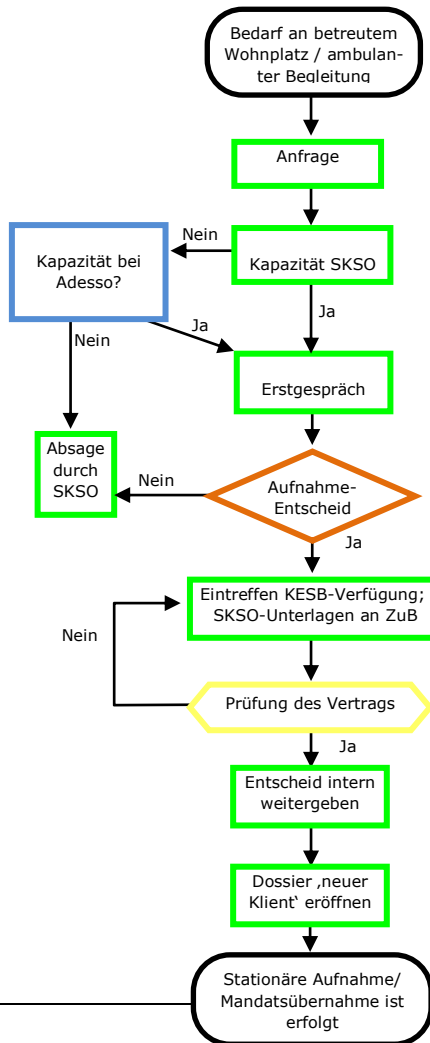 Bedarf an betreutem
Wohnplatz / ambulan-
ter Begleitung
Anfrage
Nein
Kapazität bei
Adesso?
Kapazität SKSO
Ja
Ja
Nein
Erstgespräch
Absage
durch
SKSO
Nein
Aufnahme-
Entscheid
Ja
Eintreffen KESB-Verfügung;
SKSO-Unterlagen an ZuB
Nein
Prüfung des Vertrags
Ja
Entscheid intern
weitergeben
Dossier ‚neuer
Klient‘ eröffnen
Stationäre Aufnahme/
Mandatsübernahme ist
erfolgt